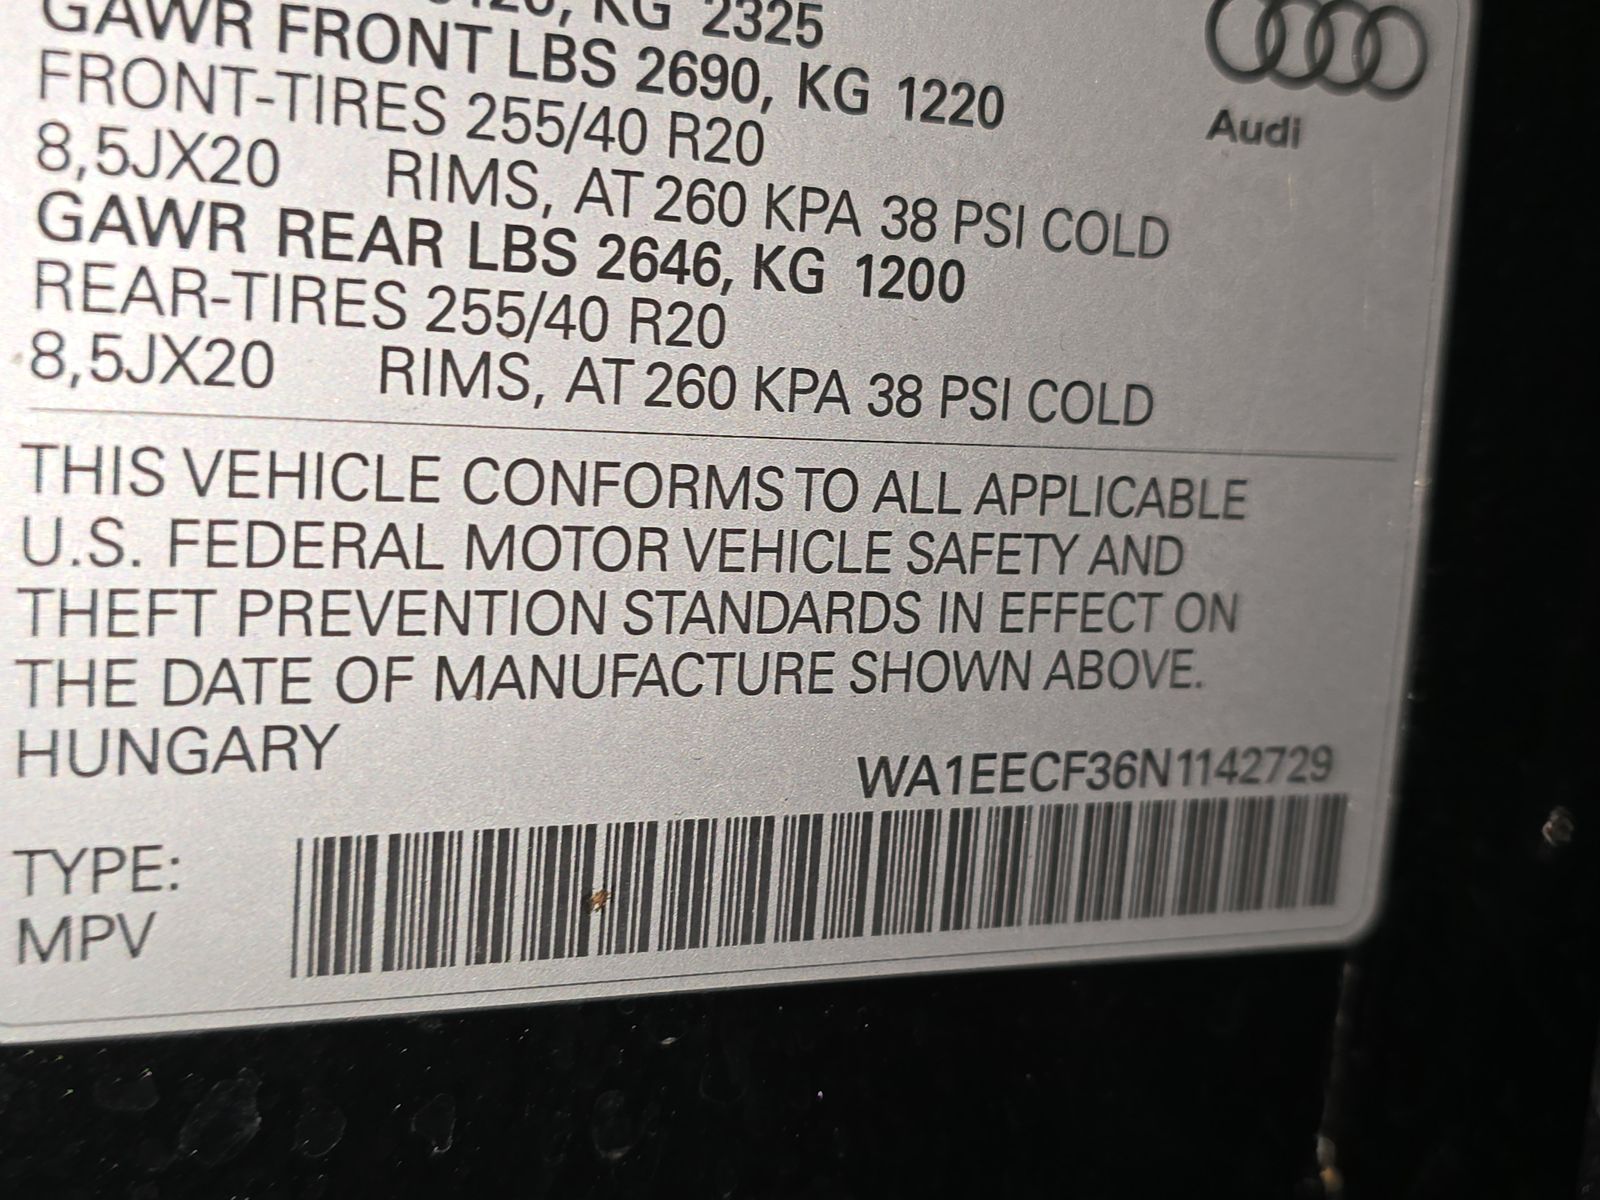 KG 2325
GAWR FRONT LBS 2690, KG 1220
FRONT-TIRES 255/40 R20
8,5JX20 RIMS, AT 260 KPA 38 PSI COLD
GAWR REAR LBS 2646, KG 1200
REAR-TIRES 255/40 R20
8,5JX20 RIMS, AT 260 KPA 38 PSI COLD
Audi
THIS VEHICLE CONFORMS TO ALL APPLICABLE
U.S. FEDERAL MOTOR VEHICLE SAFETY AND
THEFT PREVENTION STANDARDS IN EFFECT ON
THE DATE OF MANUFACTURE SHOWN ABOVE.
HUNGARY
WA1EECF36N1142729
TYPE:
MPV